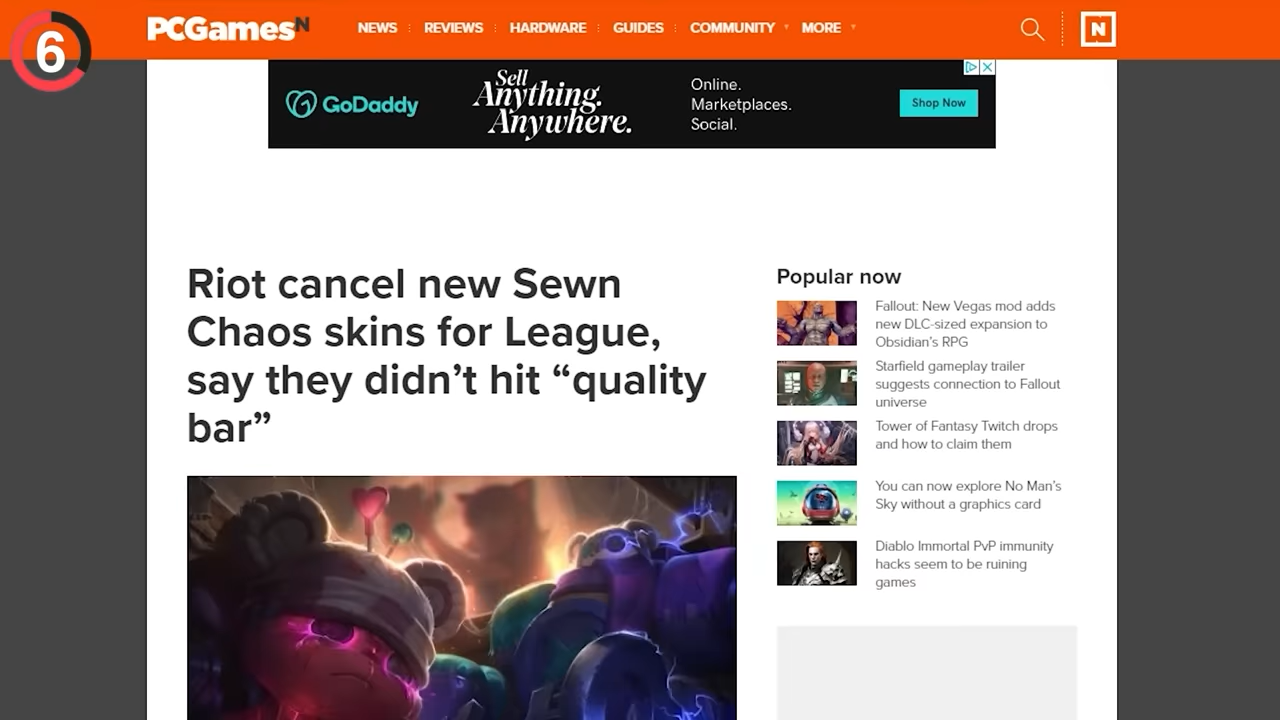 6
PCGamesN
NEWS
REVIEWS
HARDWARE
GUIDES
COMMUNITY
MORE
N
GoDaddy
Sell
Anything.
Anywhere.
Online.
Marketplaces.
Social.
Shop Now
Riot cancel new Sewn
Chaos skins for League,
say they didn’t hit “quality
bar”
Popular now
Fallout: New Vegas mod adds
new DLC-sized expansion to
Obsidian’s RPG
Starfield gameplay trailer
suggests connection to Fallout
universe
Tower of Fantasy Twitch drops
and how to claim them
You can now explore No Man’s
Sky without a graphics card
Diablo Immortal PvP immunity
hacks seem to be ruining
games